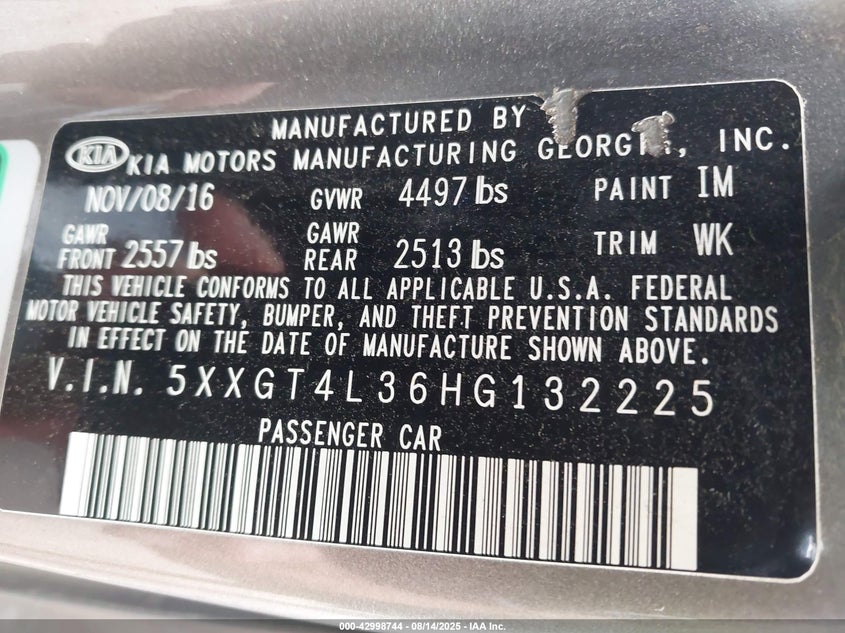 MANUFACTURED BY
KIA KIA MOTORS MANUFACTURING GEORGIA, INC.
NOV/08/16 GVWR 4497 lbs PAINT IM
GAWR FRONT 2557 lbs GAWR REAR 2513 lbs TRIM WK
THIS VEHICLE CONFORMS TO ALL APPLICABLE U.S.A. FEDERAL
MOTOR VEHICLE SAFETY, BUMPER, AND THEFT PREVENTION STANDARDS
IN EFFECT ON THE DATE OF MANUFACTURE SHOWN ABOVE.
V.I.N. 5XXGT4L36HG132225
PASSENGER CAR
000-42998744 - 08/14/2025 - IAA Inc.